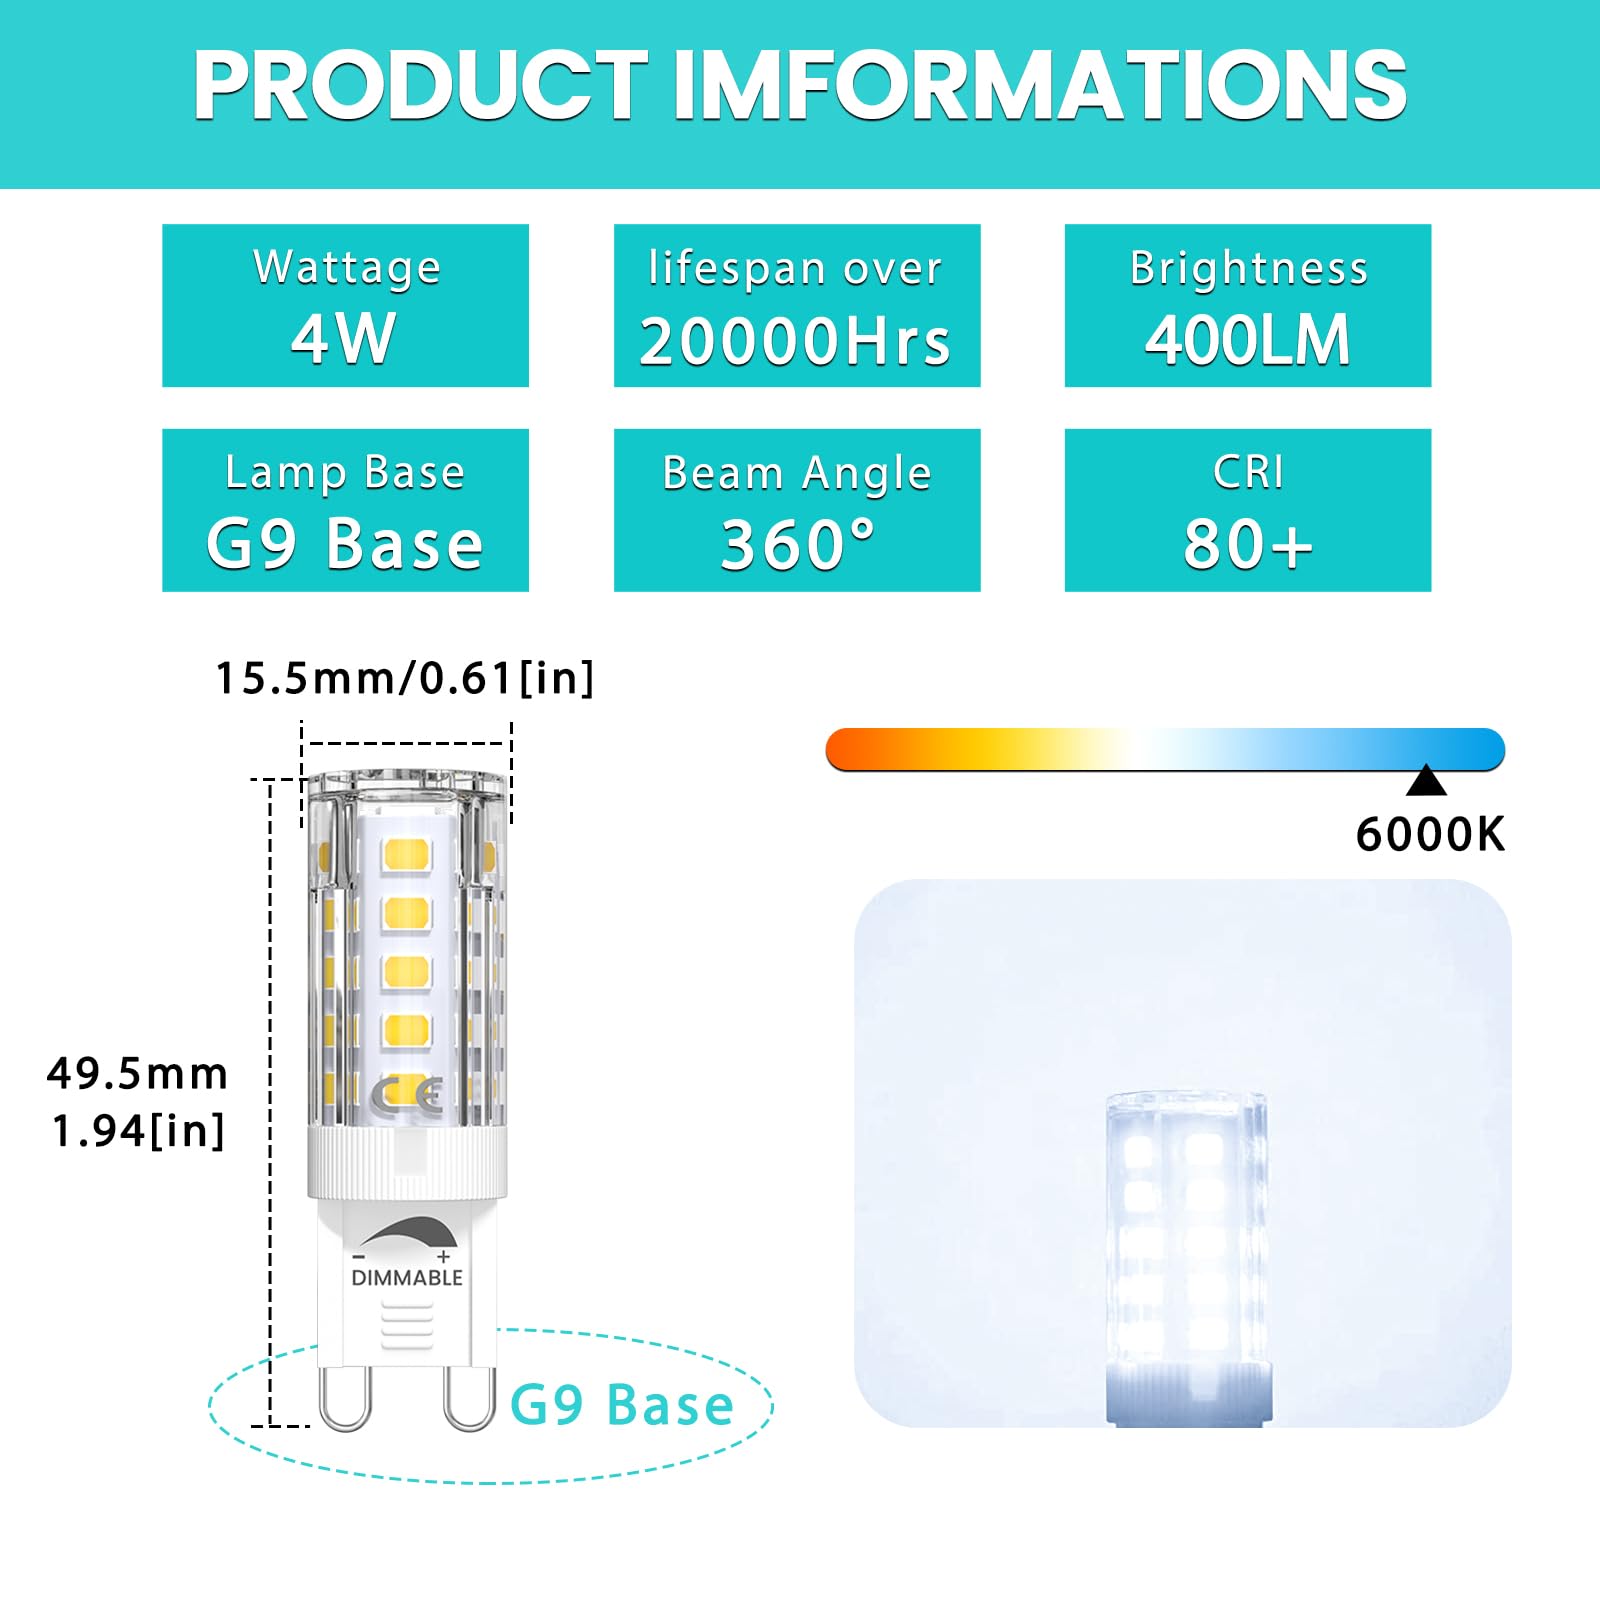 PRODUCT IMFORMATIONS
Wattage
4W
lifespan over
20000Hrs
Brightness
400LM
Lamp Base
G9 Base
Beam Angle
360°
CRI
80+
15.5mm/0.61[in]
6000K
49.5mm
1.94[in]
CE
- +
DIMMABLE
G9 Base